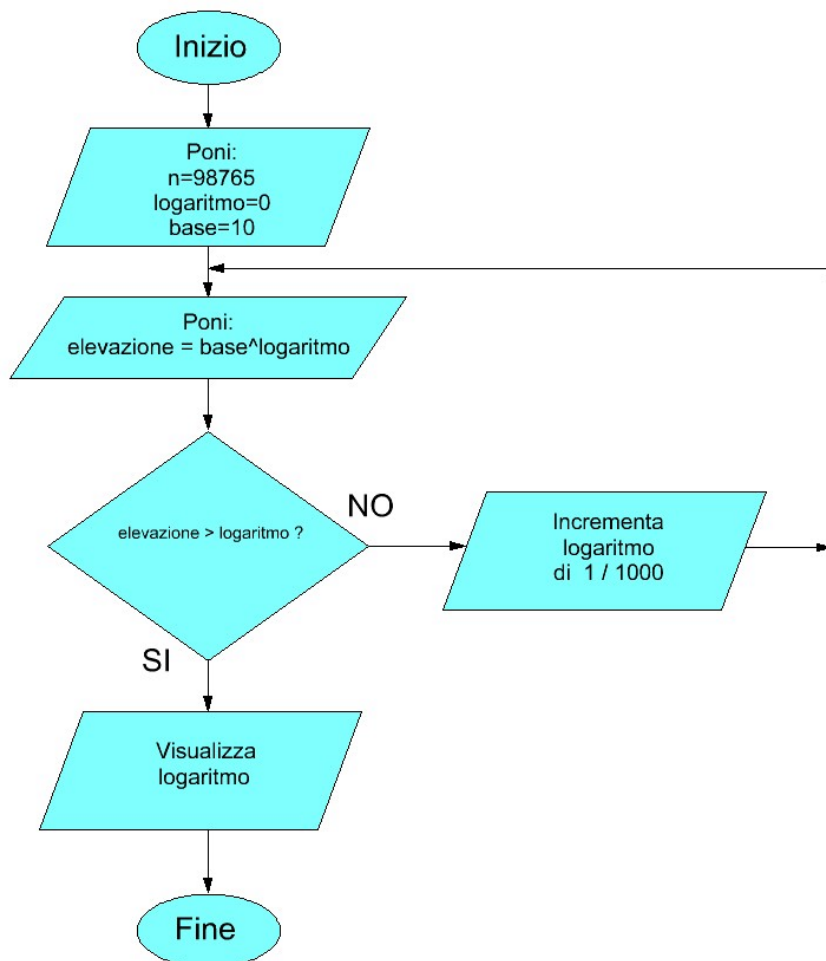 Inizio
Poni:
n=98765
logaritmo=0
base=10
Poni:
elevazione = base^logaritmo
elevazione > logaritmo ?
NO
Incrementa
logaritmo
di 1 / 1000
SI
Visualizza
logaritmo
Fine